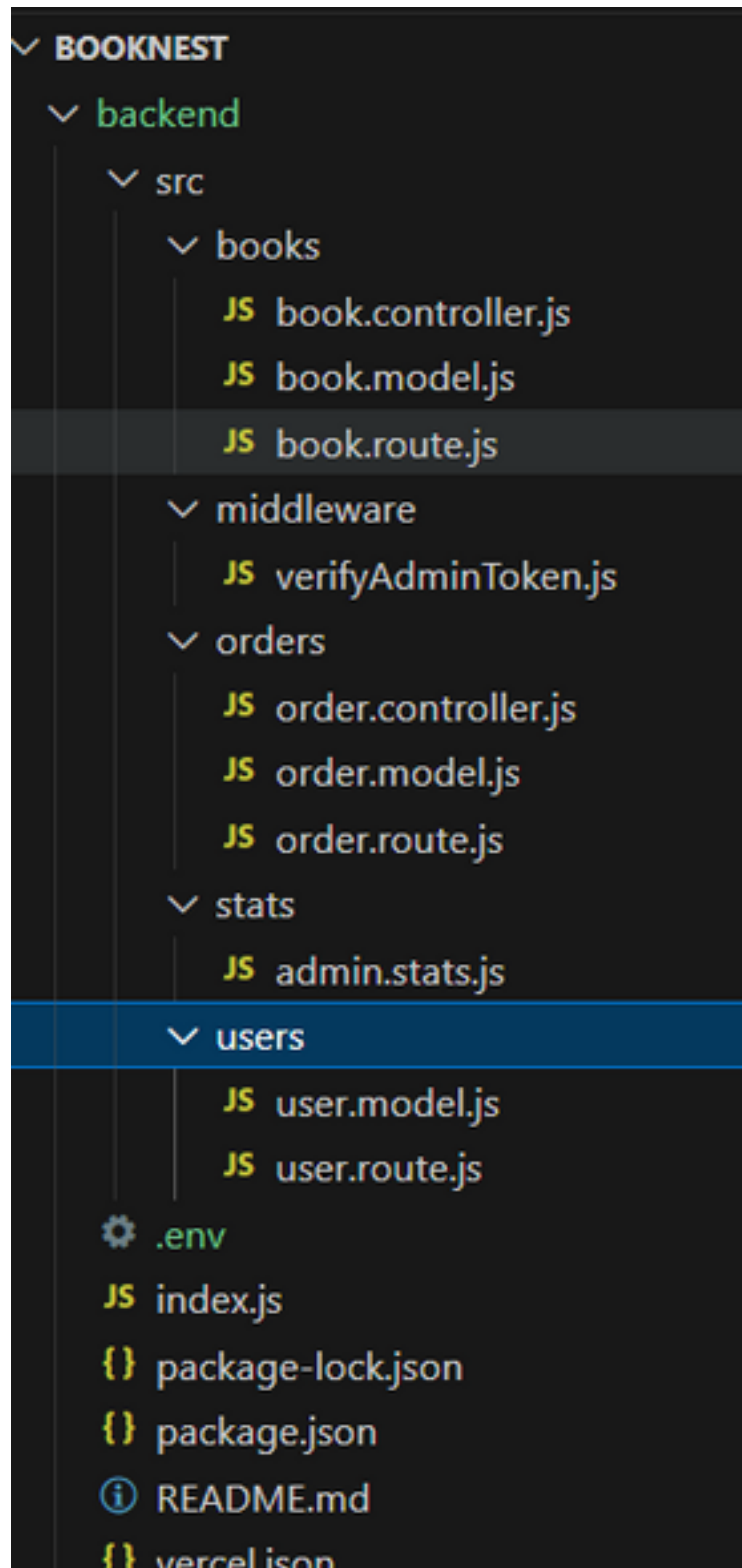 BOOKNEST
backend
src
books
JS book.controller.js
JS book.model.js
JS book.route.js
middleware
JS verifyAdminToken.js
orders
JS order.controller.js
JS order.model.js
JS order.route.js
stats
JS admin.stats.js
users
JS user.model.js
JS user.route.js
.env
JS index.js
{} package-lock.json
{} package.json
README.md
{} vercel.json